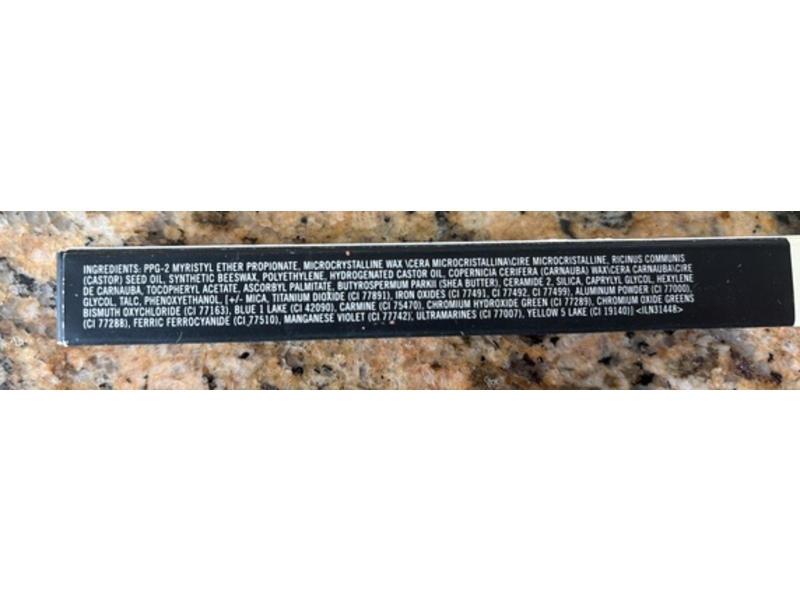 INGREDIENTS: PPG-2 MYRISTYL ETHER PROPIONATE, MICROCRYSTALLINE WAX \CERA MICROCRISTALLINA\CIRE MICROCRISTALLINE, RICINUS COMMUNIS
(CASTOR) SEED OIL, SYNTHETIC BEESWAX, POLYETHYLENE, HYDROGENATED CASTOR OIL, COPERNICIA CERIFERA (CARNAUBA) WAX\CERA CARNAUBA\CIRE
DE CARNAUBA, TOCOPHERYL ACETATE, ASCORBYL PALMITATE, BUTYROSPERMUM PARKII (SHEA BUTTER), CERAMIDE 2, SILICA, CAPRYLYL GLYCOL, HEXYLENE
GLYCOL, TALC, PHENOXYETHANOL [+/- MICA, TITANIUM DIOXIDE (CI 77891), IRON OXIDES (CI 77491, CI 77492, CI 77499), ALUMINUM POWDER (CI 77000),
BISMUTH OXYCHLORIDE (CI 77163), BLUE 1 LAKE (CI 42090), CARMINE (CI 75470), CHROMIUM HYDROXIDE GREEN (CI 77289), CHROMIUM OXIDE GREENS
(CI 77288), FERRIC FERROCYANIDE (CI 77510), MANGANESE VIOLET (CI 77742), ULTRAMARINES (CI 77007), YELLOW 5 LAKE (CI 19140)] <ILN31448>